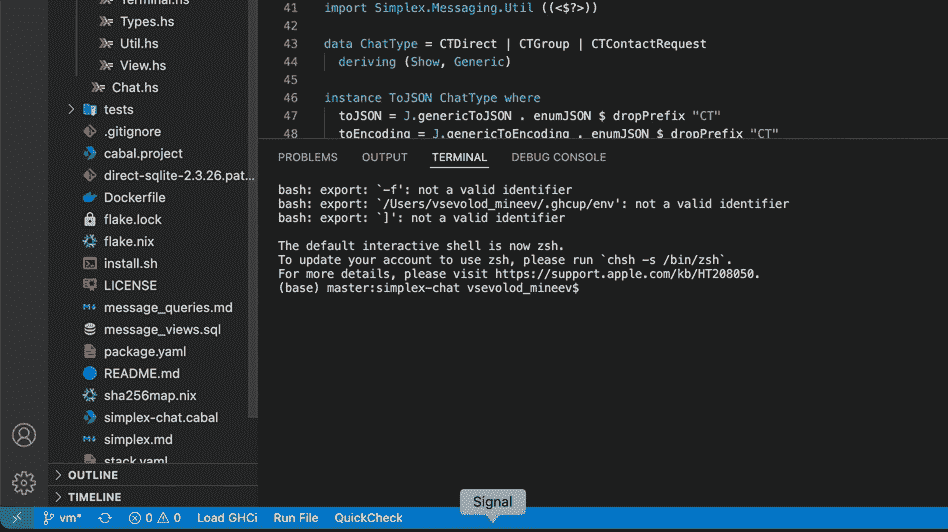 Terminal.hs
Types.hs
Util.hs
View.hs
Chat.hs
tests
.gitignore
cabal.project
direct-sqlite-2.3.26.pat...
Dockerfile
flake.lock
flake.nix
install.sh
LICENSE
message_queries.md
message_views.sql
package.yaml
README.md
sha256map.nix
simplex-chat.cabal
simplex.md
stack.yaml
OUTLINE
TIMELINE
41 import Simplex.Messaging.Util ((<$?>))
42
43 data ChatType = CTDirect | CTGroup | CTContactRequest
44 deriving (Show, Generic)
45
46 instance ToJSON ChatType where
47 toJSON = J.genericToJSON . enumJSON $ dropPrefix "CT"
48 toEncoding = J.genericToEncoding . enumJSON $ dropPrefix "CT"
PROBLEMS OUTPUT TERMINAL DEBUG CONSOLE
bash: export: `-f': not a valid identifier
bash: export: `/Users/vsevolod_mineev/.ghcup/env': not a valid identifier
bash: export: `]': not a valid identifier
The default interactive shell is now zsh.
To update your account to use zsh, please run `chsh -s /bin/zsh`.
For more details, please visit https://support.apple.com/kb/HT208050.
(base) master:simplex-chat vsevolod_mineev$
Signal
vm* 0 0 Load GHCi Run File QuickCheck